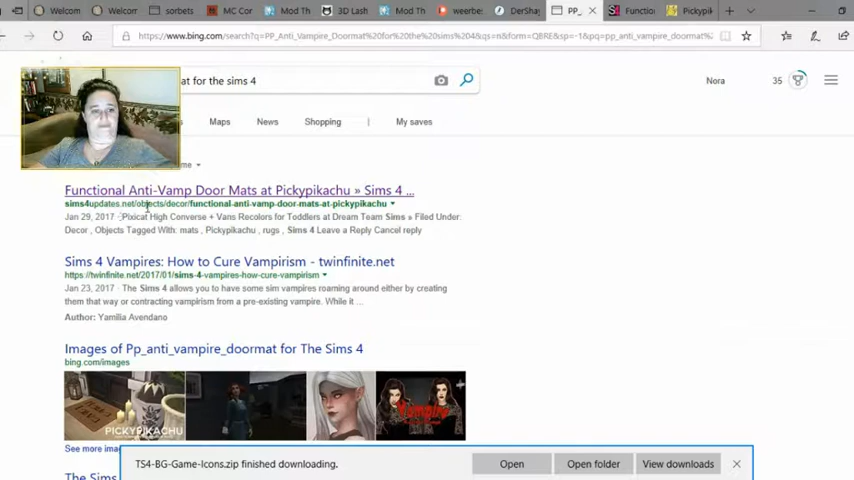 Welcom
Welcom
sorbets
MC Cor
Mod Th
3D Lash
Mod Th
weerbe:
DerShay
PP_
Function
Pickypik
https://www.bing.com/search?q=PP_Anti_Vampire_Doormat%20for%20the%20sims%204&qs=n&form=QBRE&sp=-1&pq=pp_anti_vampire_doormat%
at for the sims 4
Nora
35
Maps
News
Shopping
My saves
Functional Anti-Vamp Door Mats at Pickypikachu » Sims 4 ...
sims4updates.net/objects/decor/functional-anti-vamp-door-mats-at-pickypikachu
Jan 29, 2017 · Pixicat High Converse + Vans Recolors for Toddlers at Dream Team Sims » Filed Under:
Decor , Objects Tagged With: mats , Pickypikachu , rugs , Sims 4 Leave a Reply Cancel reply
Sims 4 Vampires: How to Cure Vampirism - twinfinite.net
https://twinfinite.net/2017/01/sims-4-vampires-how-cure-vampirism
Jan 23, 2017 · The Sims 4 allows you to have some sim vampires roaming around either by creating
them that way or contracting vampirism from a pre-existing vampire. While it ...
Author: Yamilia Avendano
Images of Pp_anti_vampire_doormat for The Sims 4
bing.com/images
PICKYPIKACHU
Vampire
See more imag
TS4-BG-Game-Icons.zip finished downloading.
Open
Open folder
View downloads
The Sims